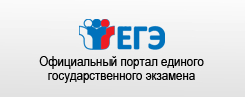 ЕГЭ
Официальный портал единого
государственного экзамена